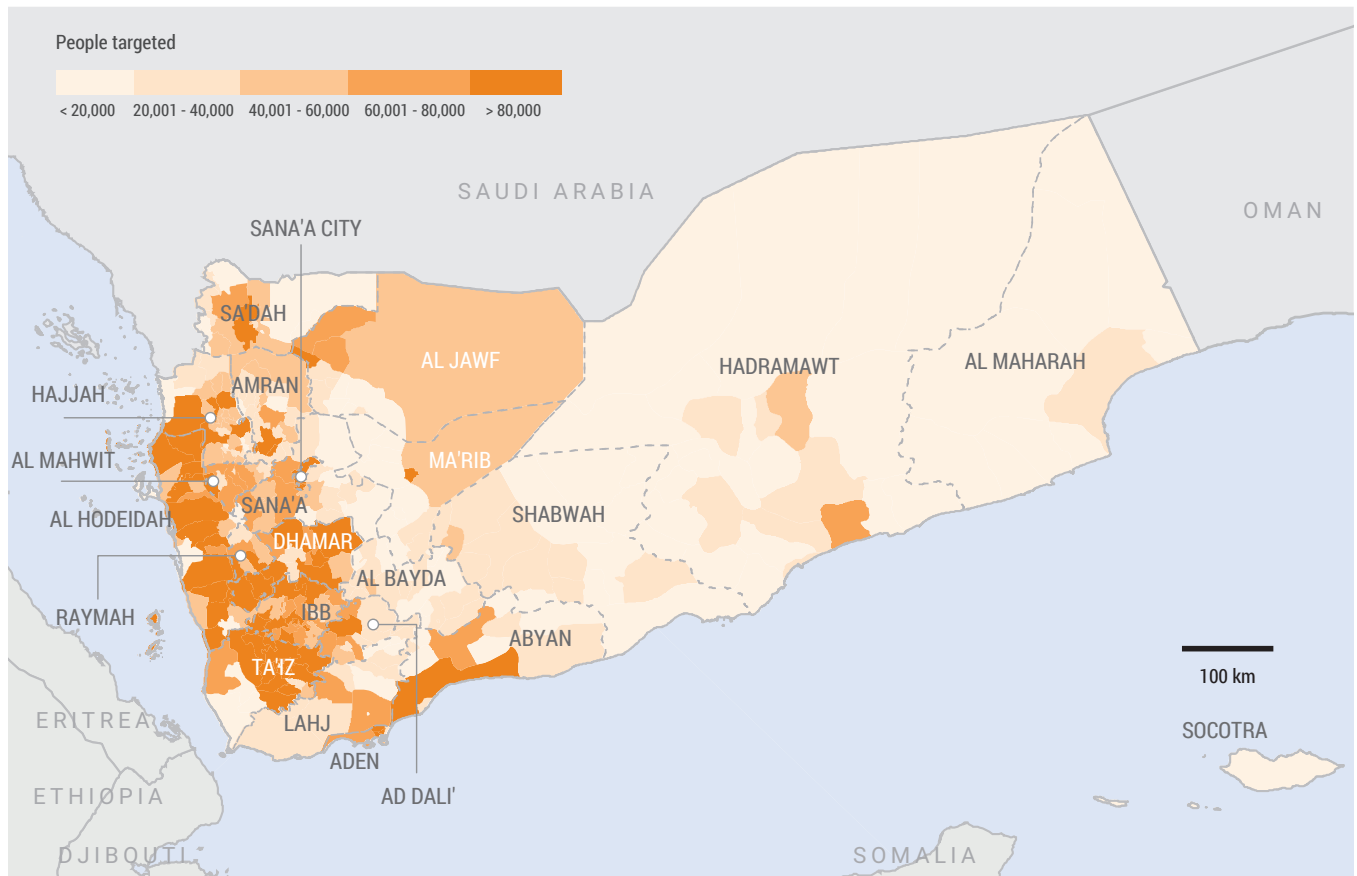 People targeted
< 20,000 20,001 - 40,000 40,001 - 60,000 60,001 - 80,000 > 80,000
SAUDI ARABIA
OMAN
SANA'A CITY
SA'DAH
AL JAWF
HADRAMAWT
AL MAHARAH
AMRAN
HAJJAH
AL MAHWIT
MA'RIB
SANA'A
SHABWAH
AL HODEIDAH
DHAMAR
AL BAYDA
RAYMAH
IBB
ABYAN
TA'IZ
100 km
LAHJ
ERITREA
SOCOTRA
ADEN
AD DALI'
ETHIOPIA
DJIBOUTI
SOMALIA